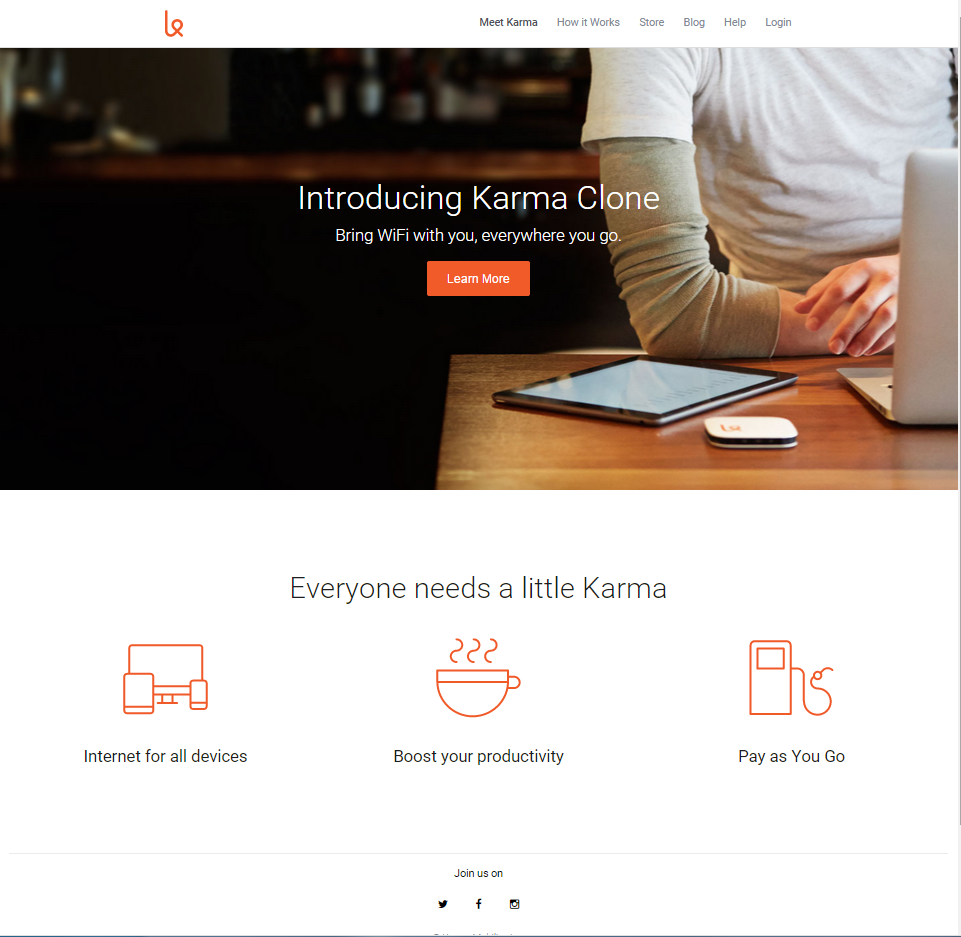 Meet Karma How it Works Store Blog Help Login
Introducing Karma Clone
Bring WiFi with you, everywhere you go.
Learn More
Everyone needs a little Karma
Internet for all devices Boost your productivity Pay as You Go
Join us on